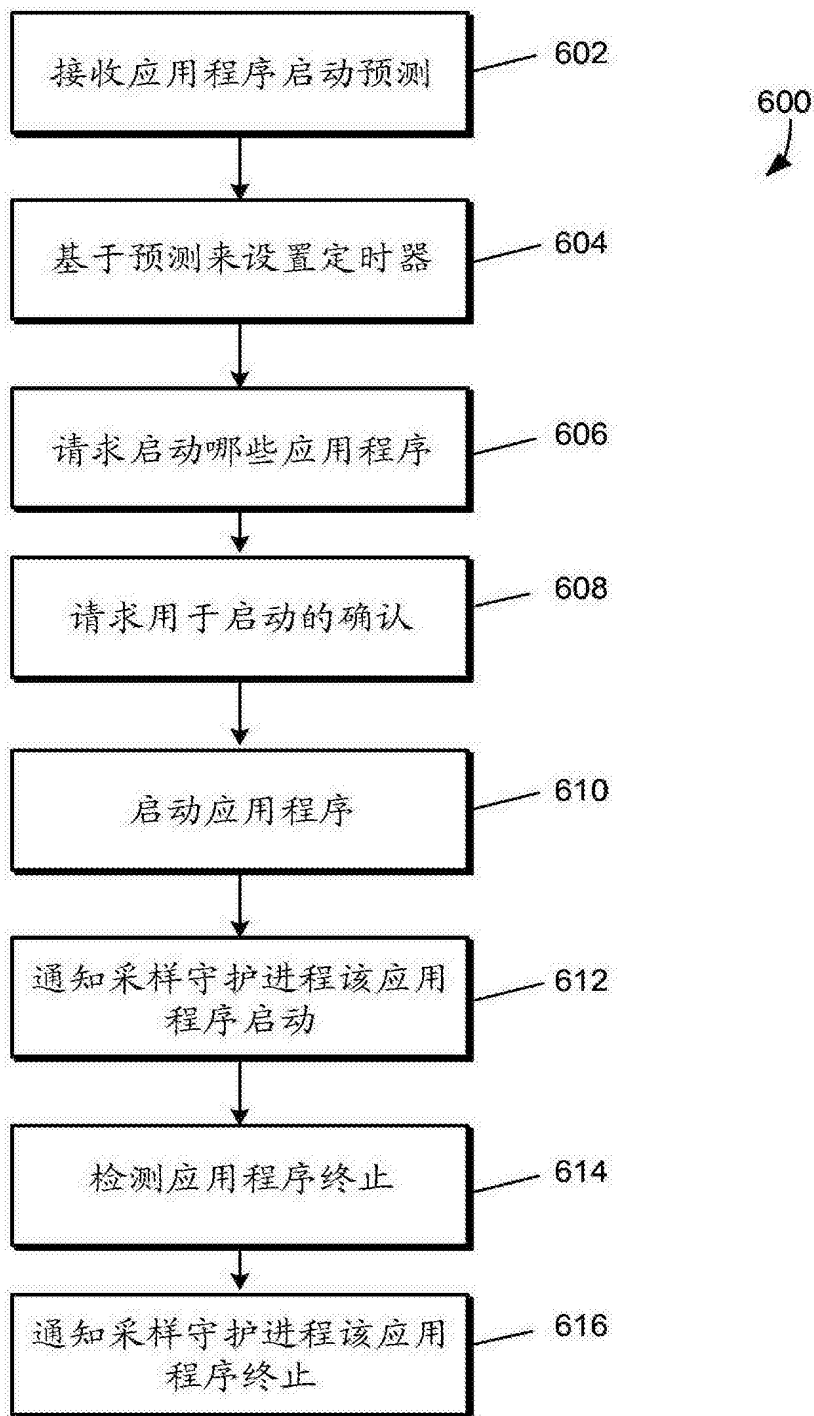 接收应用程序启动预测
602
600
基于预测来设置定时器
604
请求启动哪些应用程序
606
请求用于启动的确认
608
启动应用程序
610
通知采样守护进程该应用
程序启动
612
检测应用程序终止
614
通知采样守护进程该应用
程序终止
616